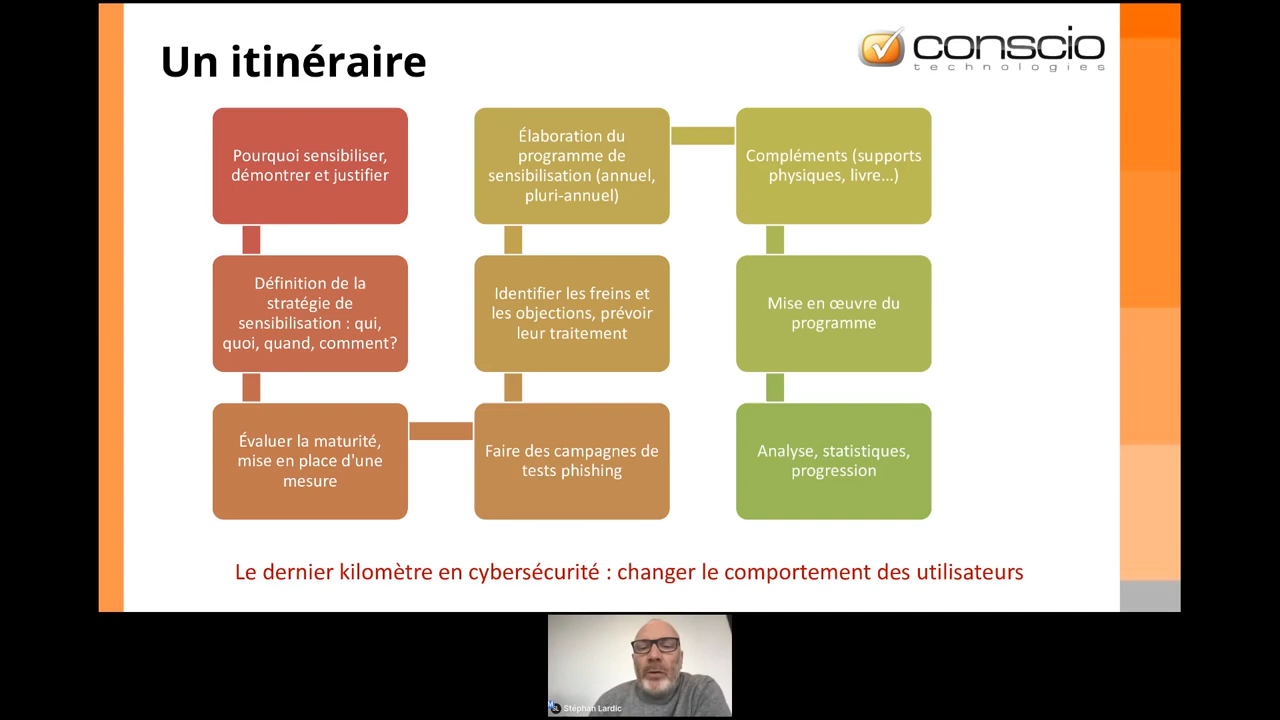 Un itinéraire
conscio
technologies
Pourquoi sensibiliser,
démontrer et justifier
Définition de la
stratégie de
sensibilisation : qui,
quoi, quand, comment?
Évaluer la maturité,
mise en place d'une
mesure
Faire des campagnes de
tests phishing
Identifier les freins et
les objections, prévoir
leur traitement
Élaboration du
programme de
sensibilisation (annuel,
pluri-annuel)
Compléments (supports
physiques, livre...)
Mise en œuvre du
programme
Analyse, statistiques,
progression
Le dernier kilomètre en cybersécurité : changer le comportement des utilisateurs
SL Stéphan Lardic